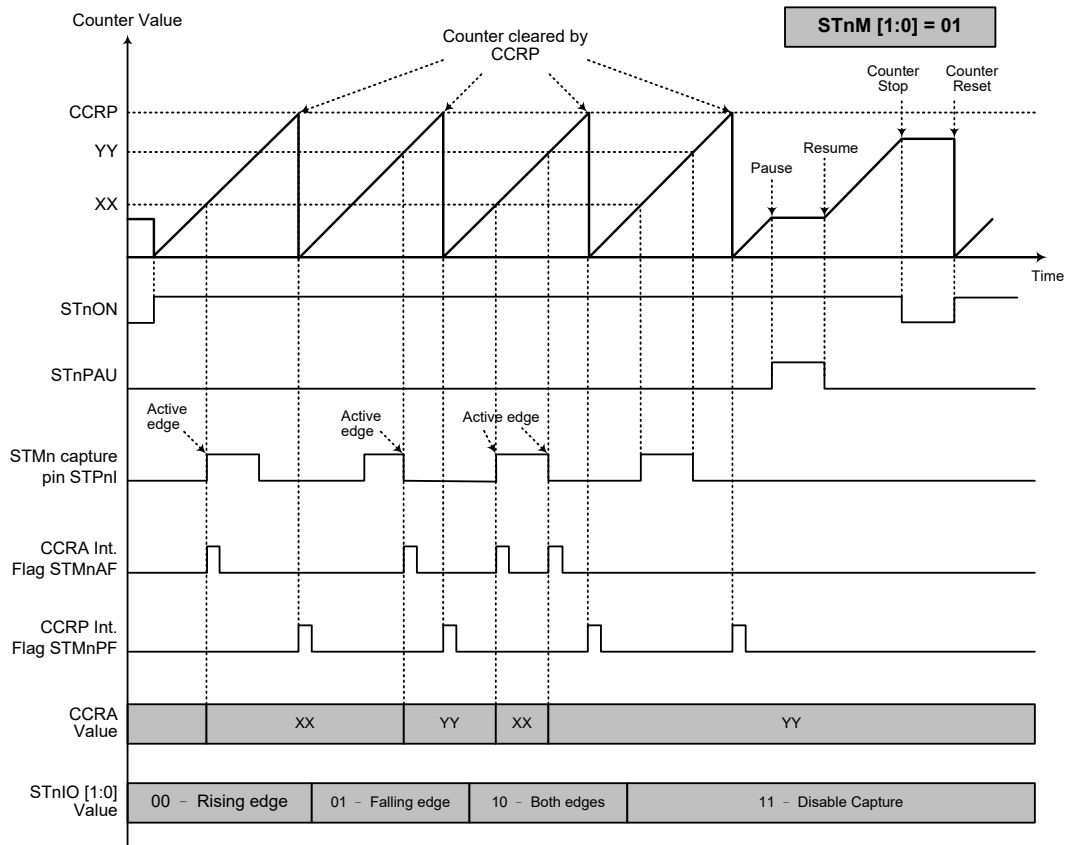 Counter Value
STnM [1:0] = 01
Counter cleared by
CCRP
Counter
Stop
Counter
Reset
CCRP
YY
XX
Pause
Resume
Time
STnON
STnPAU
Active
edge
Active
edge
Active edge
STMn capture
pin STPnI
CCRA Int.
Flag STMnAF
CCRP Int.
Flag STMnPF
CCRA
Value
XX
YY
XX
YY
STnIO [1:0]
Value
00 – Rising edge
01 – Falling edge
10 – Both edges
11 – Disable Capture